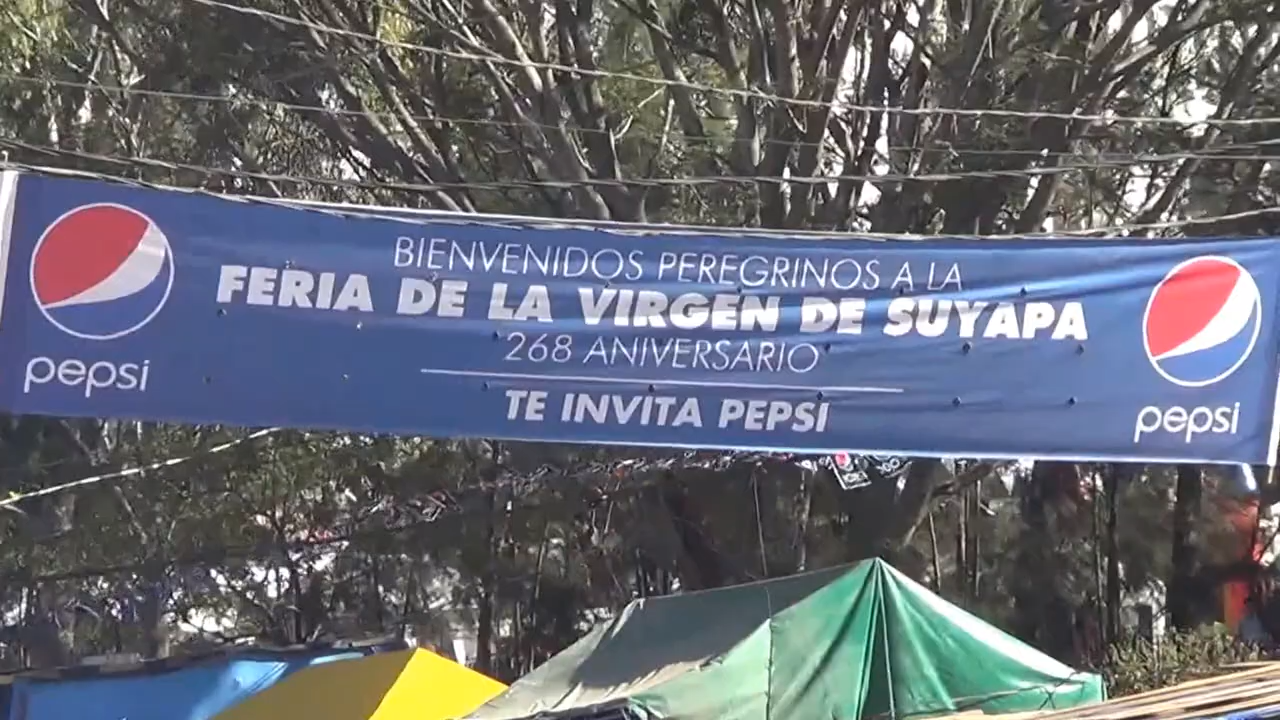 BIENVENIDOS PEREGRINOS A LA
FERIA DE LA VIRGEN DE SUYAPA
268 ANIVERSARIO
TE INVITA PEPSI
pepsi
pepsi